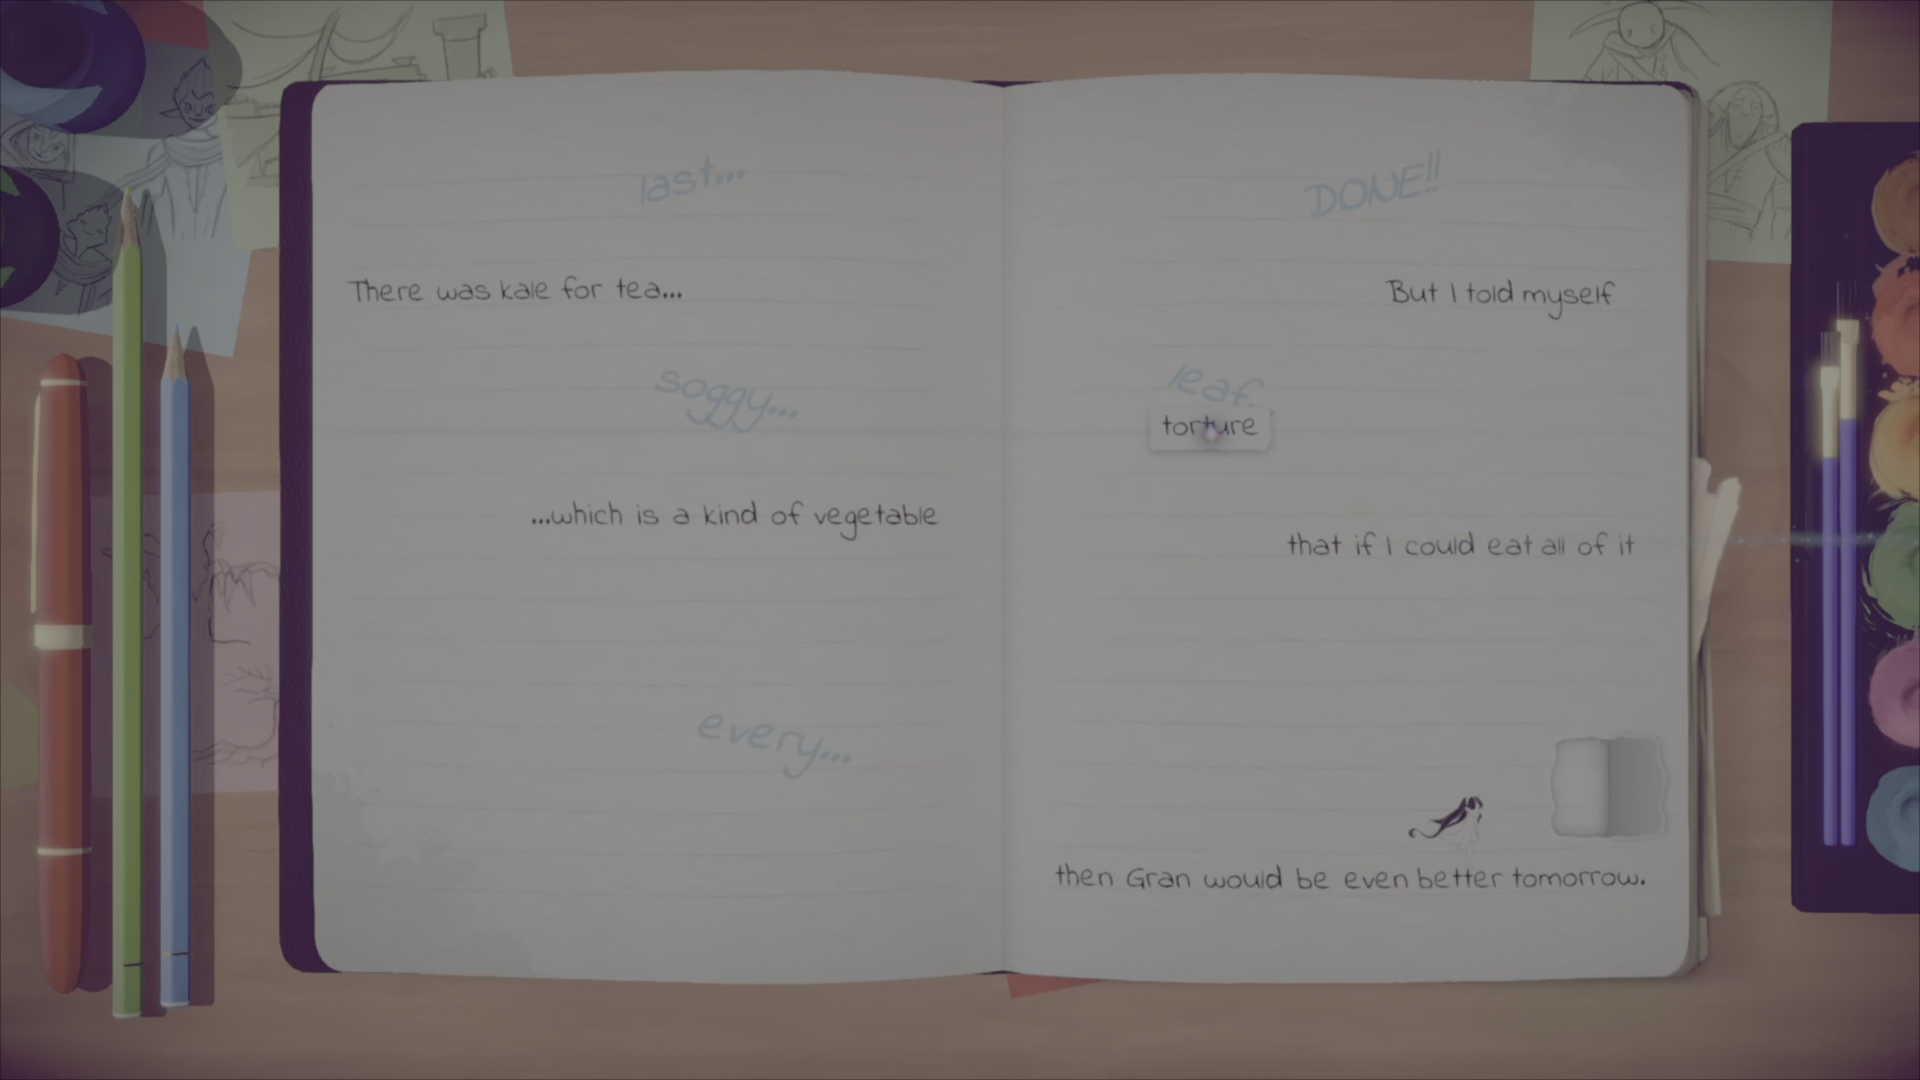 last...
There was kale for tea...
soggy...
...which is a kind of vegetable
every...
DONE!!
But I told myself
leaf
torture
that if I could eat all of it
then Gran would be even better tomorrow.